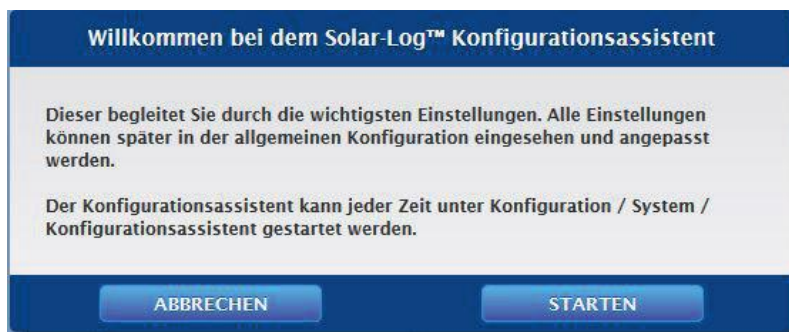 Willkommen bei dem Solar-Log™ Konfigurationsassistent
Dieser begleitet Sie durch die wichtigsten Einstellungen. Alle Einstellungen
können später in der allgemeinen Konfiguration eingesehen und angepasst
werden.
Der Konfigurationsassistent kann jeder Zeit unter Konfiguration / System /
Konfigurationsassistent gestartet werden.
ABBRECHEN
STARTEN